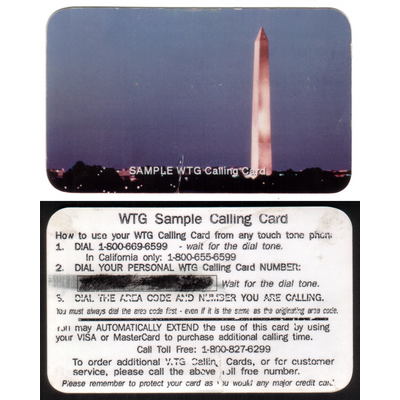 SAMPLE WTG Calling Card
WTG Sample Calling Card
How to use your WTG Calling Card from any touch tone phone.
1. DIAL 1-800-669-6599 - wait for the dial tone.
In California only: 1-800-655-6599
2. DIAL YOUR PERSONAL WTG Calling Card NUMBER:
Wait for the dial tone.
3. DIAL THE AREA CODE AND NUMBER YOU ARE CALLING.
You must always dial the area code first - even if it is the same as the originating area code.
You may AUTOMATICALLY EXTEND the use of this card by using
your VISA or MasterCard to purchase additional calling time.
Call Toll Free: 1-800-827-6299
To order additional WTG Calling Cards, or for customer
service, please call the above toll free number.
Please remember to protect your card as you would any major credit card.